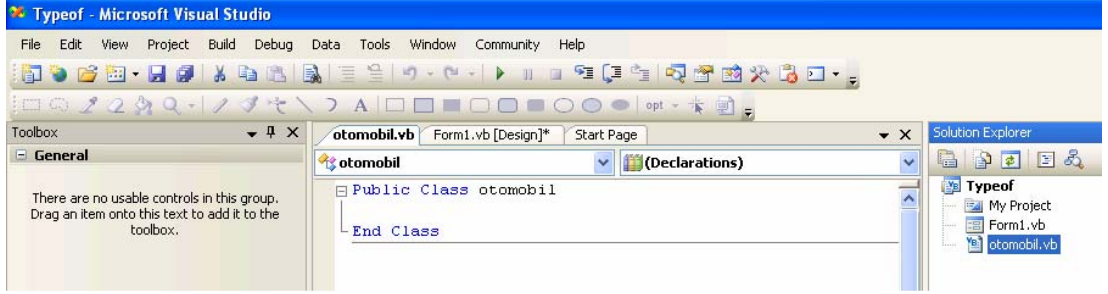 Typeof - Microsoft Visual Studio
File Edit View Project Build Debug Data Tools Window Community Help
A opt
Toolbox
otomobil.vb Form1.vb [Design]* Start Page
Solution Explorer
General
otomobil (Declarations)
There are no usable controls in this group.
Drag an item onto this text to add it to the
toolbox.
Public Class otomobil
End Class
Typeof
My Project
Form1.vb
otomobil.vb